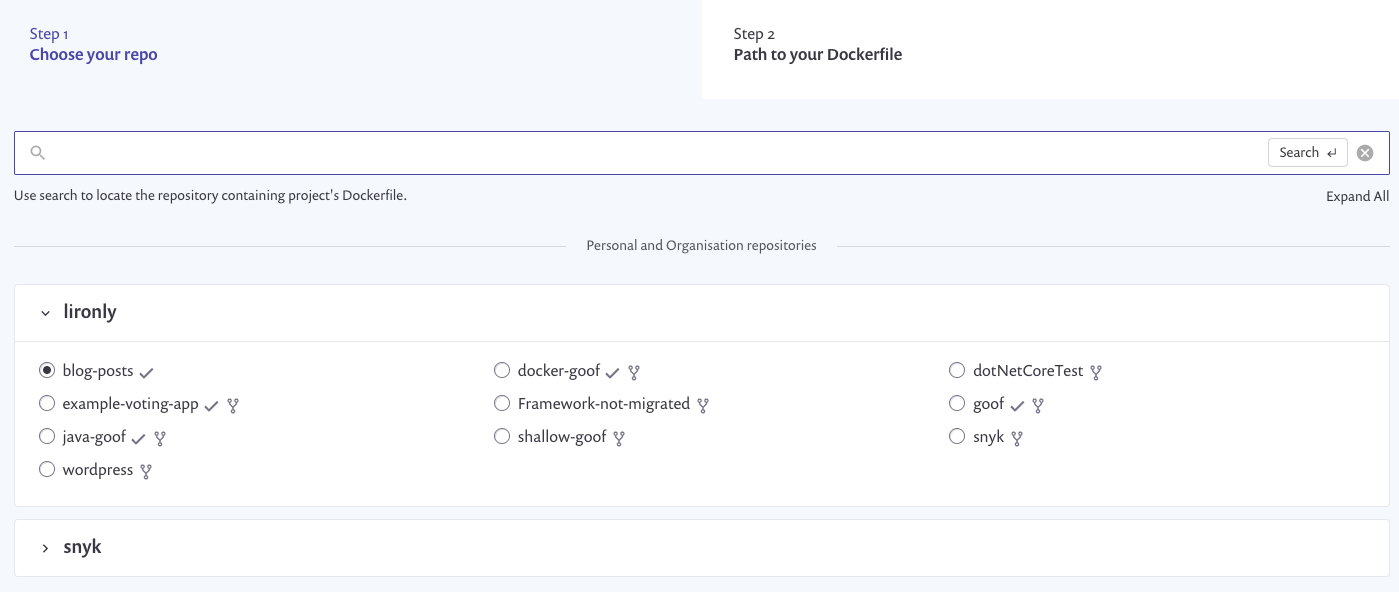 Step 1
Choose your repo
Step 2
Path to your Dockerfile
Search ↵
Use search to locate the repository containing project's Dockerfile.
Expand All
Personal and Organisation repositories
lironly
blog-posts
docker-goof
dotNetCoreTest
example-voting-app
Framework-not-migrated
goof
java-goof
shallow-goof
snyk
wordpress
snyk